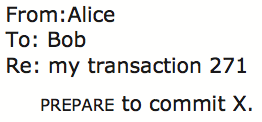 From:Alice
To: Bob
Re: my transaction 271
PREPARE to commit X.